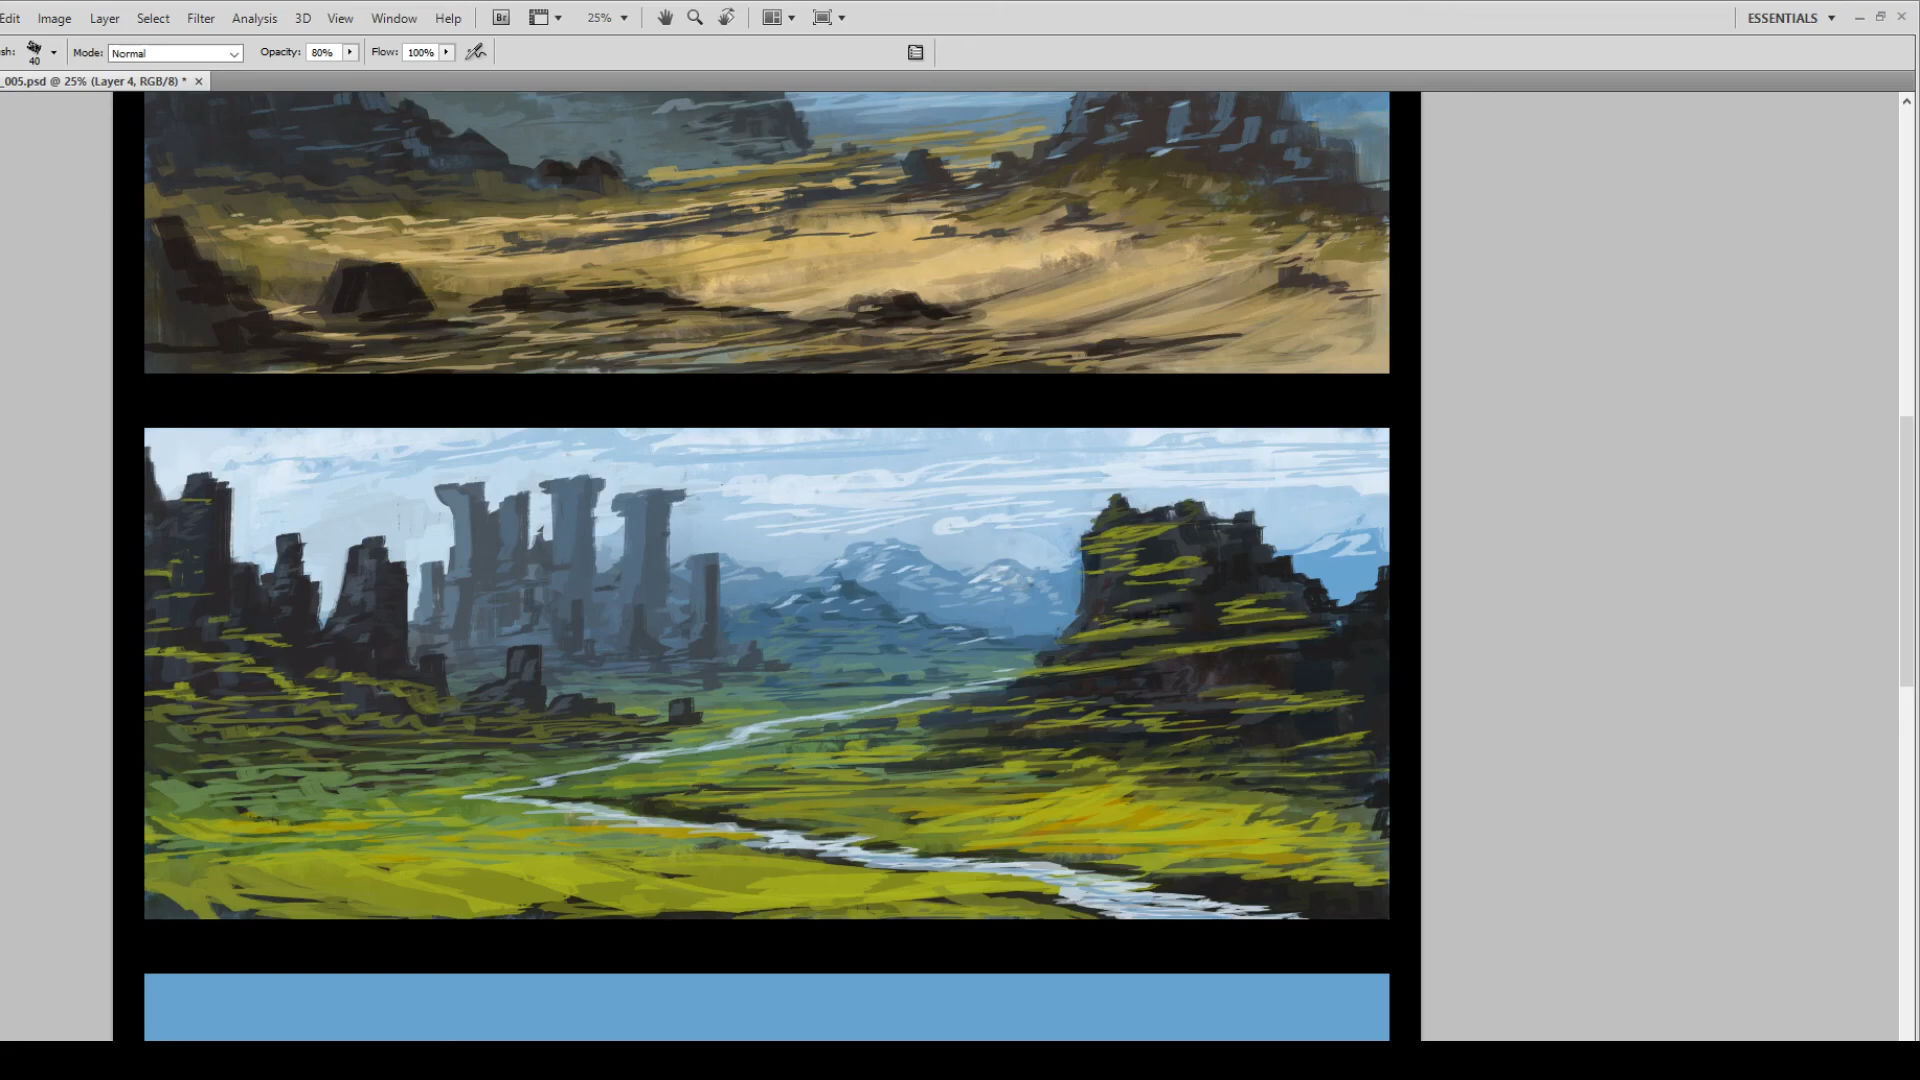 Edit Image Layer Select Filter Analysis 3D View Window Help Br 25% ESSENTIALS
sh: 40 Mode: Normal Opacity: 80% Flow: 100%
_005.psd @ 25% (Layer 4, RGB/8) *